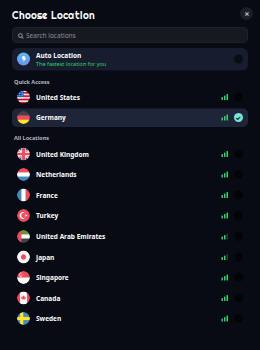 Choose Location
Search locations
Auto Location
The fastest location for you
Quick Access
United States
Germany
All Locations
United Kingdom
Netherlands
France
Turkey
United Arab Emirates
Japan
Singapore
Canada
Sweden